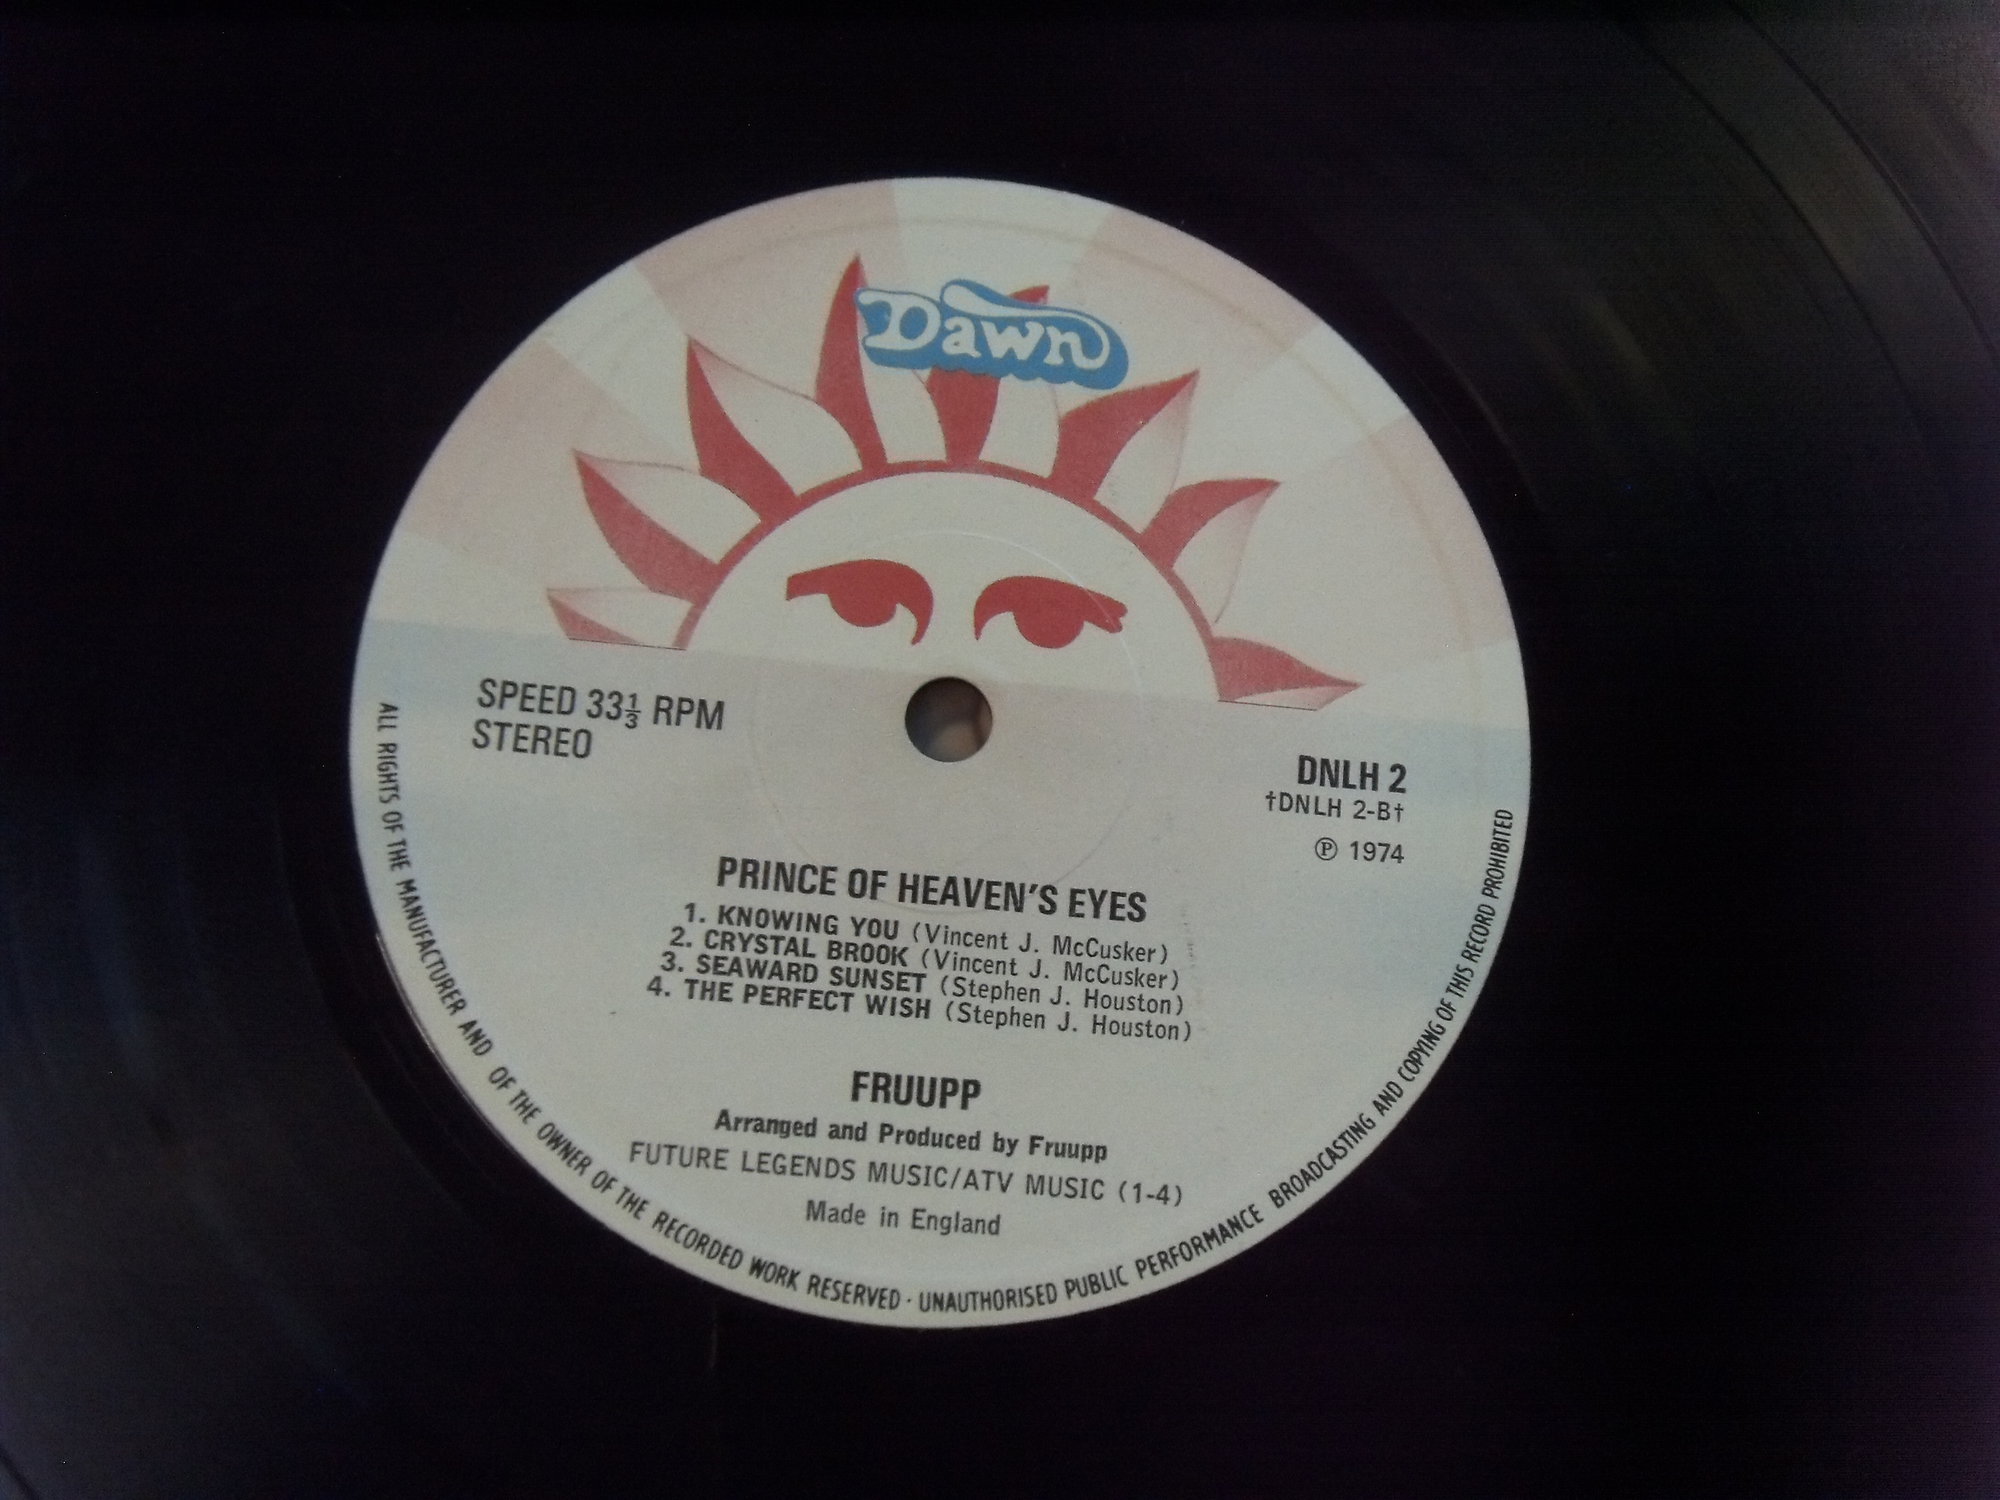 Dawn
SPEED 33⅓ RPM
STEREO
DNLH 2
†DNLH 2-B†
℗ 1974
PRINCE OF HEAVEN'S EYES
1. KNOWING YOU (Vincent J. McCusker)
2. CRYSTAL BROOK (Vincent J. McCusker)
3. SEAWARD SUNSET (Stephen J. Houston)
4. THE PERFECT WISH (Stephen J. Houston)
FRUUPP
Arranged and Produced by Fruupp
FUTURE LEGENDS MUSIC/ATV MUSIC (1-4)
Made in England
ALL RIGHTS OF THE MANUFACTURER AND OF THE OWNER OF THE RECORDED WORK RESERVED · UNAUTHORISED PUBLIC PERFORMANCE BROADCASTING AND COPYING OF THIS RECORD PROHIBITED